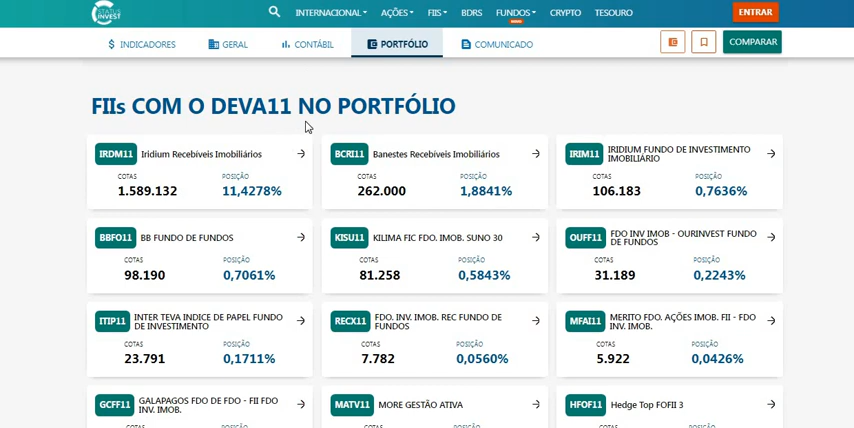 STATUS
INVEST
INTERNACIONAL AÇÕES FIIS BDRS FUNDOS CRYPTO TESOURO ENTRAR
INDICADORES GERAL CONTÁBIL PORTFÓLIO COMUNICADO COMPARAR
FIIs COM O DEVA11 NO PORTFÓLIO
IRDM11 Iridium Recebíveis Imobiliários
COTAS POSIÇÃO
1.589.132 11,4278%
BCRI11 Banestes Recebíveis Imobiliários
COTAS POSIÇÃO
262.000 1,8841%
IRIM11 IRIDIUM FUNDO DE INVESTIMENTO
IMOBILIÁRIO
COTAS POSIÇÃO
106.183 0,7636%
BBFO11 BB FUNDO DE FUNDOS
COTAS POSIÇÃO
98.190 0,7061%
KISU11 KILIMA FIC FDO. IMOB. SUNO 30
COTAS POSIÇÃO
81.258 0,5843%
OUFF11 FDO INV IMOB - OURINVEST FUNDO
DE FUNDOS
COTAS POSIÇÃO
31.189 0,2243%
ITIP11 INTER TEVA INDICE DE PAPEL FUNDO
DE INVESTIMENTO
COTAS POSIÇÃO
23.791 0,1711%
RECX11 FDO. INV. IMOB. REC FUNDO DE
FUNDOS
COTAS POSIÇÃO
7.782 0,0560%
MFAI11 MERITO FDO. AÇÕES IMOB. FII - FDO
INV. IMOB.
COTAS POSIÇÃO
5.922 0,0426%
GCFF11 GALAPAGOS FDO DE FDO - FII FDO
INV. IMOB.
MATV11 MORE GESTÃO ATIVA
HFOF11 Hedge Top FOFII 3